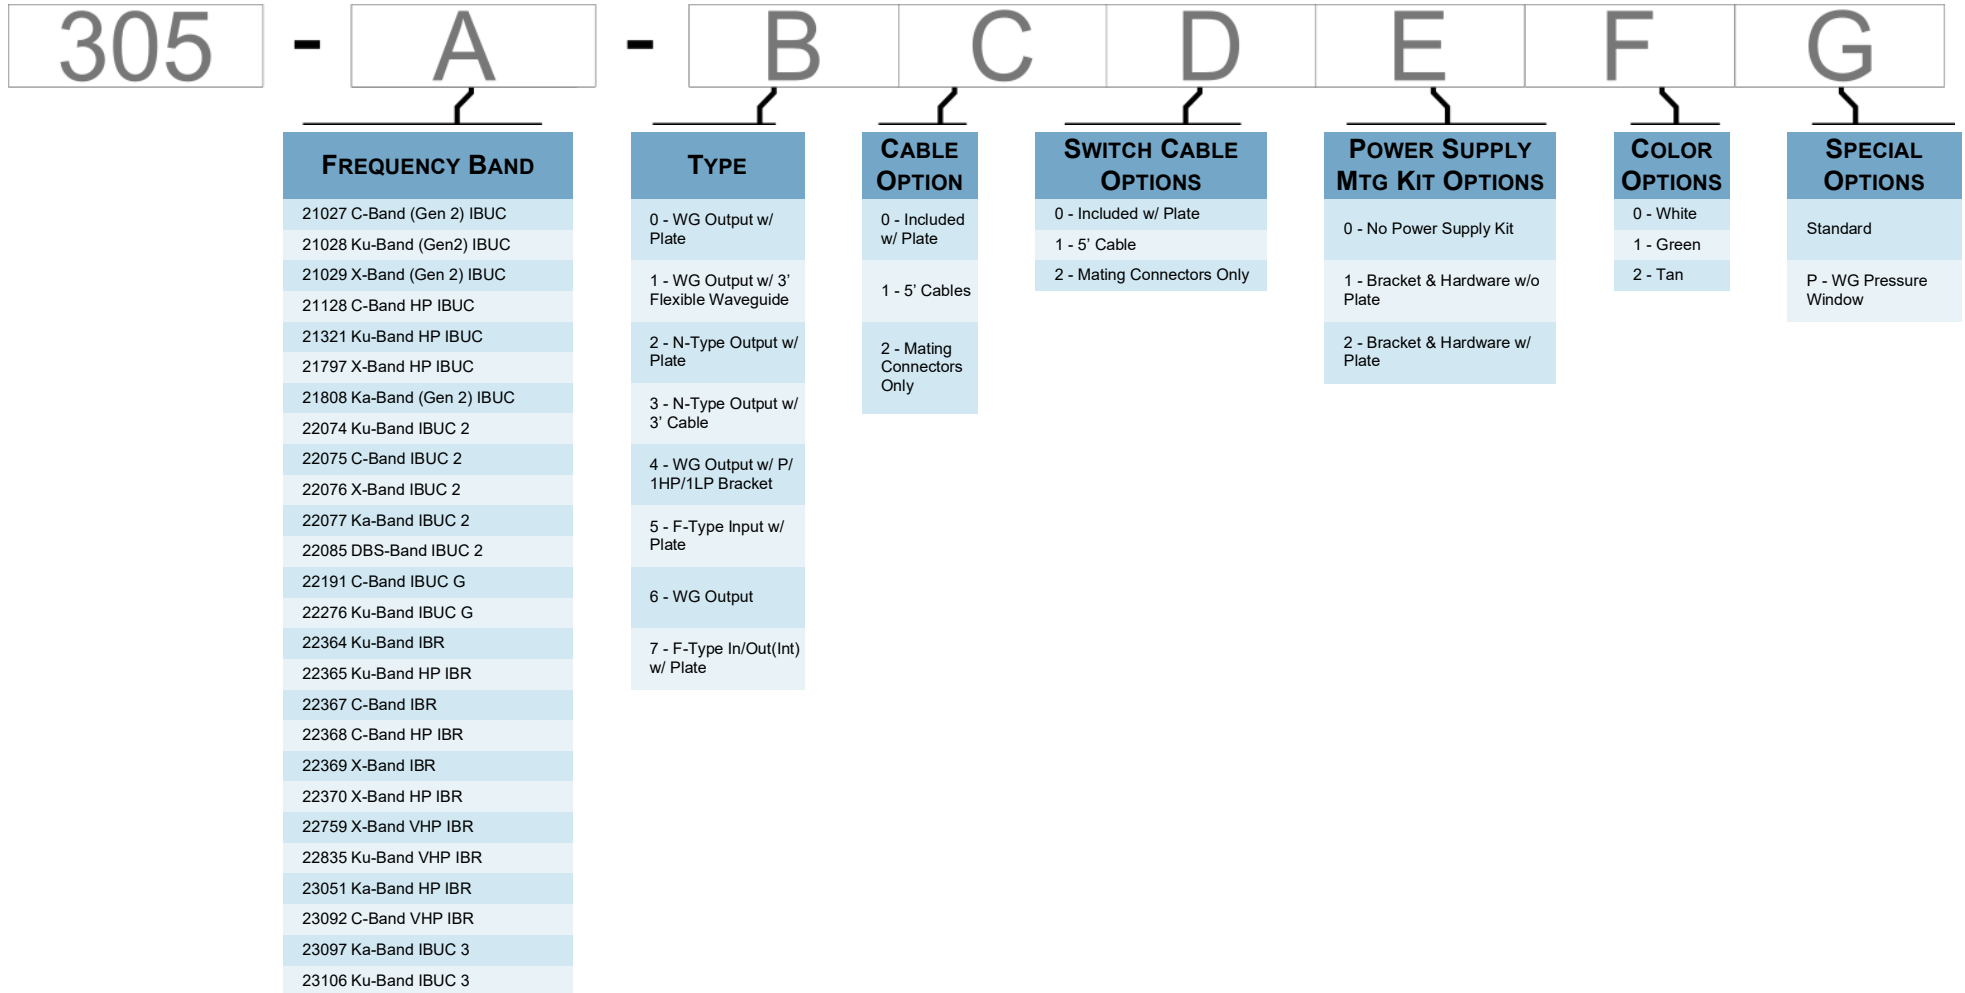 305 - A - B C D E F G
FREQUENCY BAND
21027 C-Band (Gen 2) IBUC
21028 Ku-Band (Gen2) IBUC
21029 X-Band (Gen 2) IBUC
21128 C-Band HP IBUC
21321 Ku-Band HP IBUC
21797 X-Band HP IBUC
21808 Ka-Band (Gen 2) IBUC
22074 Ku-Band IBUC 2
22075 C-Band IBUC 2
22076 X-Band IBUC 2
22077 Ka-Band IBUC 2
22085 DBS-Band IBUC 2
22191 C-Band IBUC G
22276 Ku-Band IBUC G
22364 Ku-Band IBR
22365 Ku-Band HP IBR
22367 C-Band IBR
22368 C-Band HP IBR
22369 X-Band IBR
22370 X-Band HP IBR
22759 X-Band VHP IBR
22835 Ku-Band VHP IBR
23051 Ka-Band HP IBR
23092 C-Band VHP IBR
23097 Ka-Band IBUC 3
23106 Ku-Band IBUC 3
TYPE
0 - WG Output w/
Plate
1 - WG Output w/ 3’
Flexible Waveguide
2 - N-Type Output w/
Plate
3 - N-Type Output w/
3’ Cable
4 - WG Output w/ P/
1HP/1LP Bracket
5 - F-Type Input w/
Plate
6 - WG Output
7 - F-Type In/Out(Int)
w/ Plate
CABLE
OPTION
0 - Included
w/ Plate
1 - 5’ Cables
2 - Mating
Connectors
Only
SWITCH CABLE
OPTIONS
0 - Included w/ Plate
1 - 5’ Cable
2 - Mating Connectors Only
POWER SUPPLY
MTG KIT OPTIONS
0 - No Power Supply Kit
1 - Bracket & Hardware w/o
Plate
2 - Bracket & Hardware w/
Plate
COLOR
OPTIONS
0 - White
1 - Green
2 - Tan
SPECIAL
OPTIONS
Standard
P - WG Pressure
Window